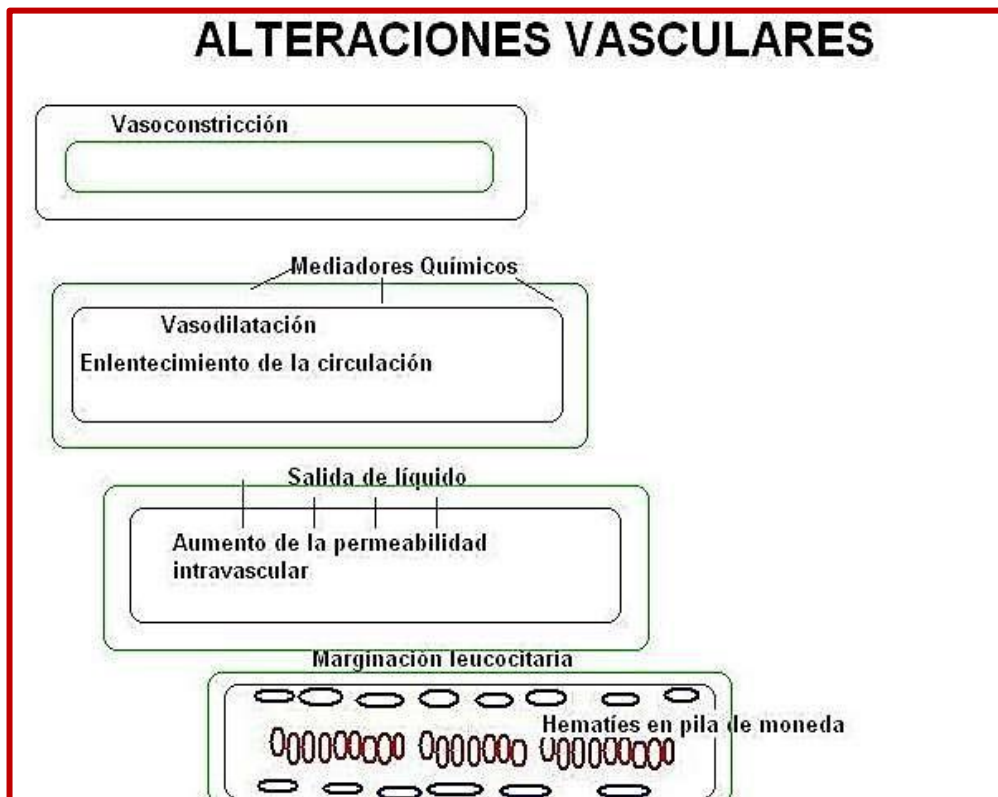 ALTERACIONES VASCULARES
Vasoconstricción
Mediadores Químicos
Vasodilatación
Enlentecimiento de la circulación
Salida de líquido
Aumento de la permeabilidad
intravascular
Marginación leucocitaria
Hematíes en pila de moneda